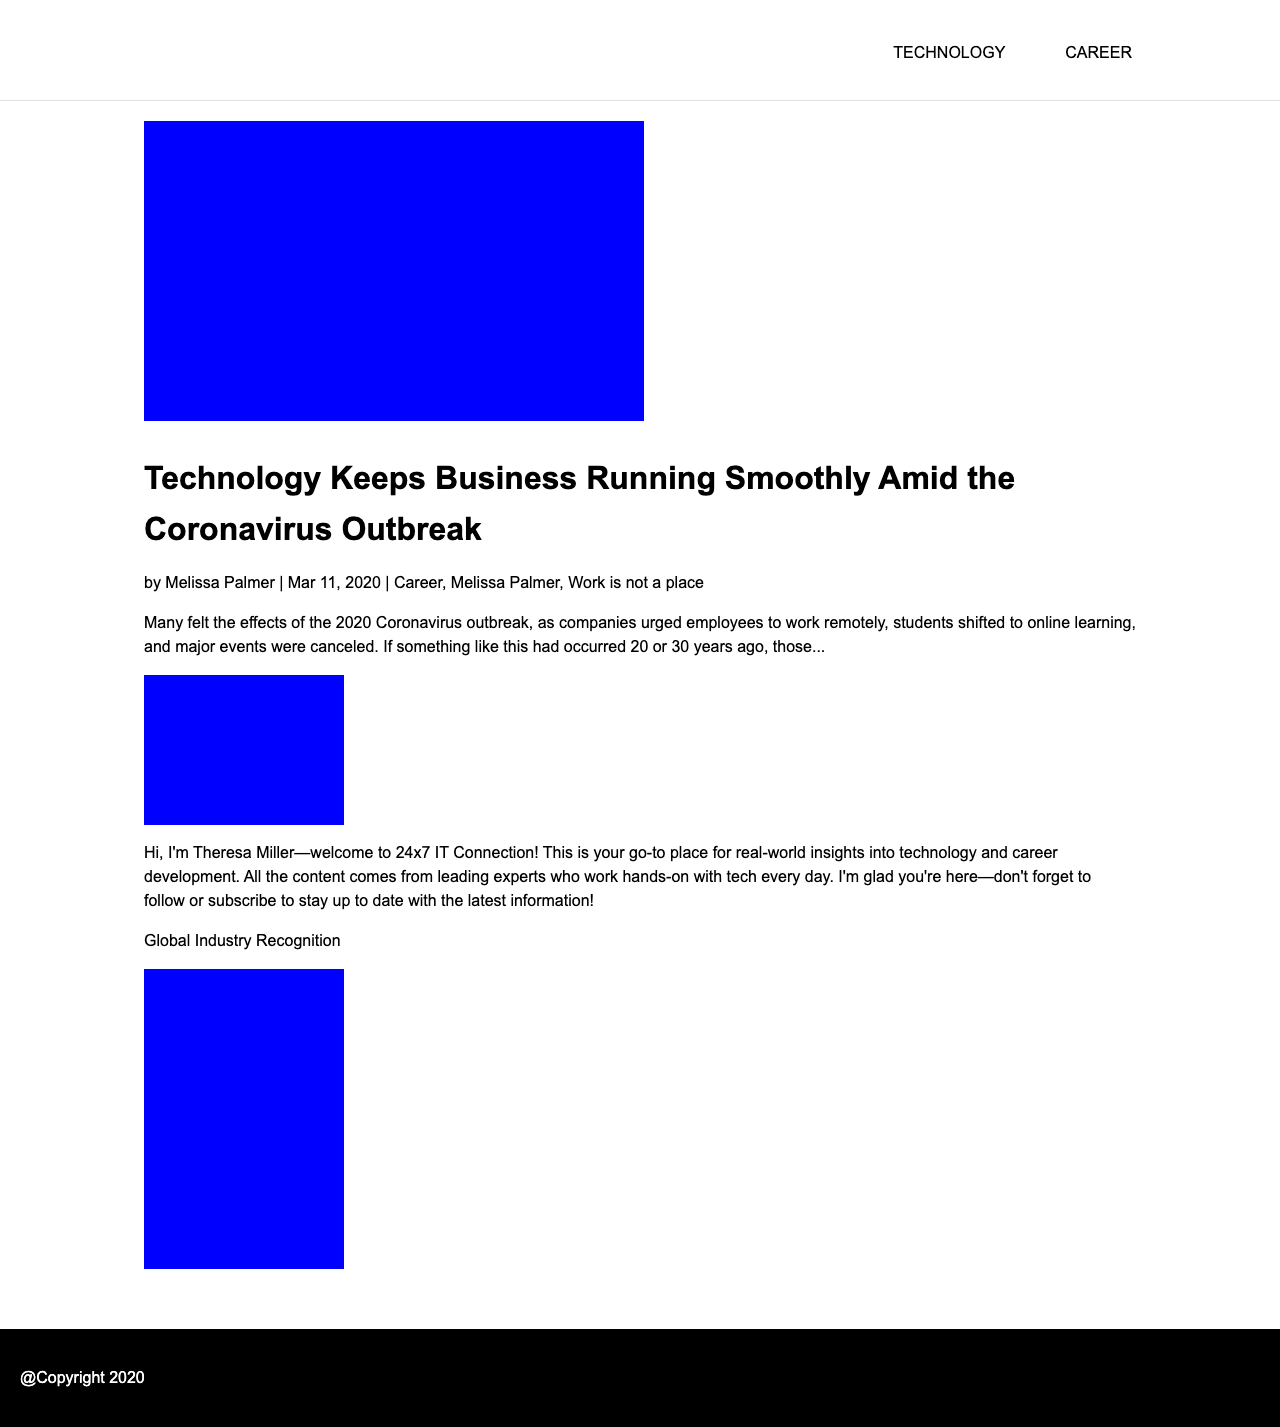 TECHNOLOGY CAREER
Technology Keeps Business Running Smoothly Amid the
Coronavirus Outbreak
by Melissa Palmer | Mar 11, 2020 | Career, Melissa Palmer, Work is not a place
Many felt the effects of the 2020 Coronavirus outbreak, as companies urged employees to work remotely, students shifted to online learning,
and major events were canceled. If something like this had occurred 20 or 30 years ago, those...
Hi, I'm Theresa Miller—welcome to 24x7 IT Connection! This is your go-to place for real-world insights into technology and career
development. All the content comes from leading experts who work hands-on with tech every day. I'm glad you're here—don't forget to
follow or subscribe to stay up to date with the latest information!
Global Industry Recognition
@Copyright 2020